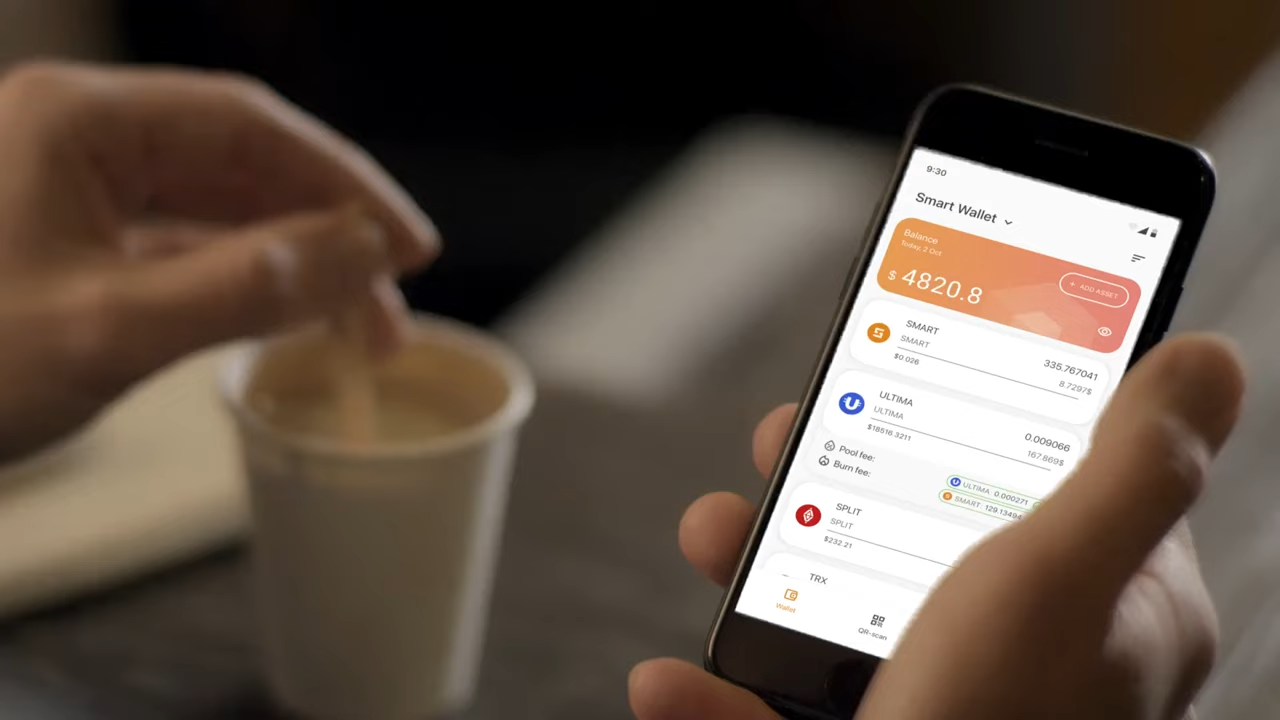 9:30
Smart Wallet
Balance
Today, 2 Oct
$ 4820.8
+ ADD ASSET
SMART
SMART
$0.026
335.767041
8.7297$
ULTIMA
ULTIMA
$18516.3211
0.009066
167.869$
Pool fee:
Burn fee:
ULTIMA: 0.000271
SMART: 129.13494
SPLIT
SPLIT
$232.21
TRX
Wallet
QR-scan